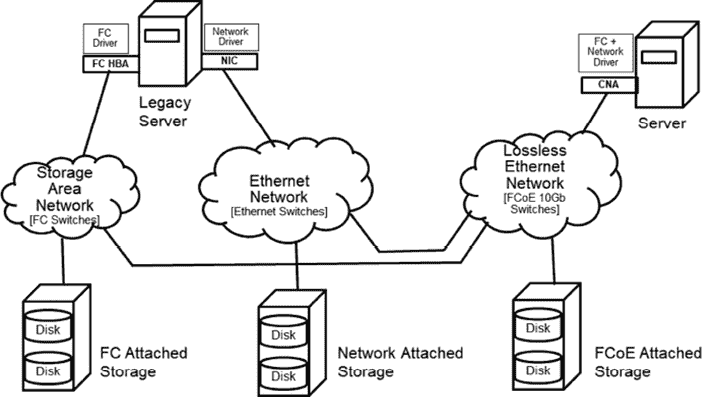 FC
Driver
FC HBA
Network
Driver
NIC
Legacy
Server
FC +
Network
Driver
CNA
Server
Storage
Area
Network
[FC Switches]
Ethernet
Network
[Ethernet Switches]
Lossless
Ethernet
Network
[FCoE 10Gb
Switches]
Disk
Disk
FC Attached
Storage
Disk
Disk
Network Attached
Storage
Disk
Disk
FCoE Attached
Storage